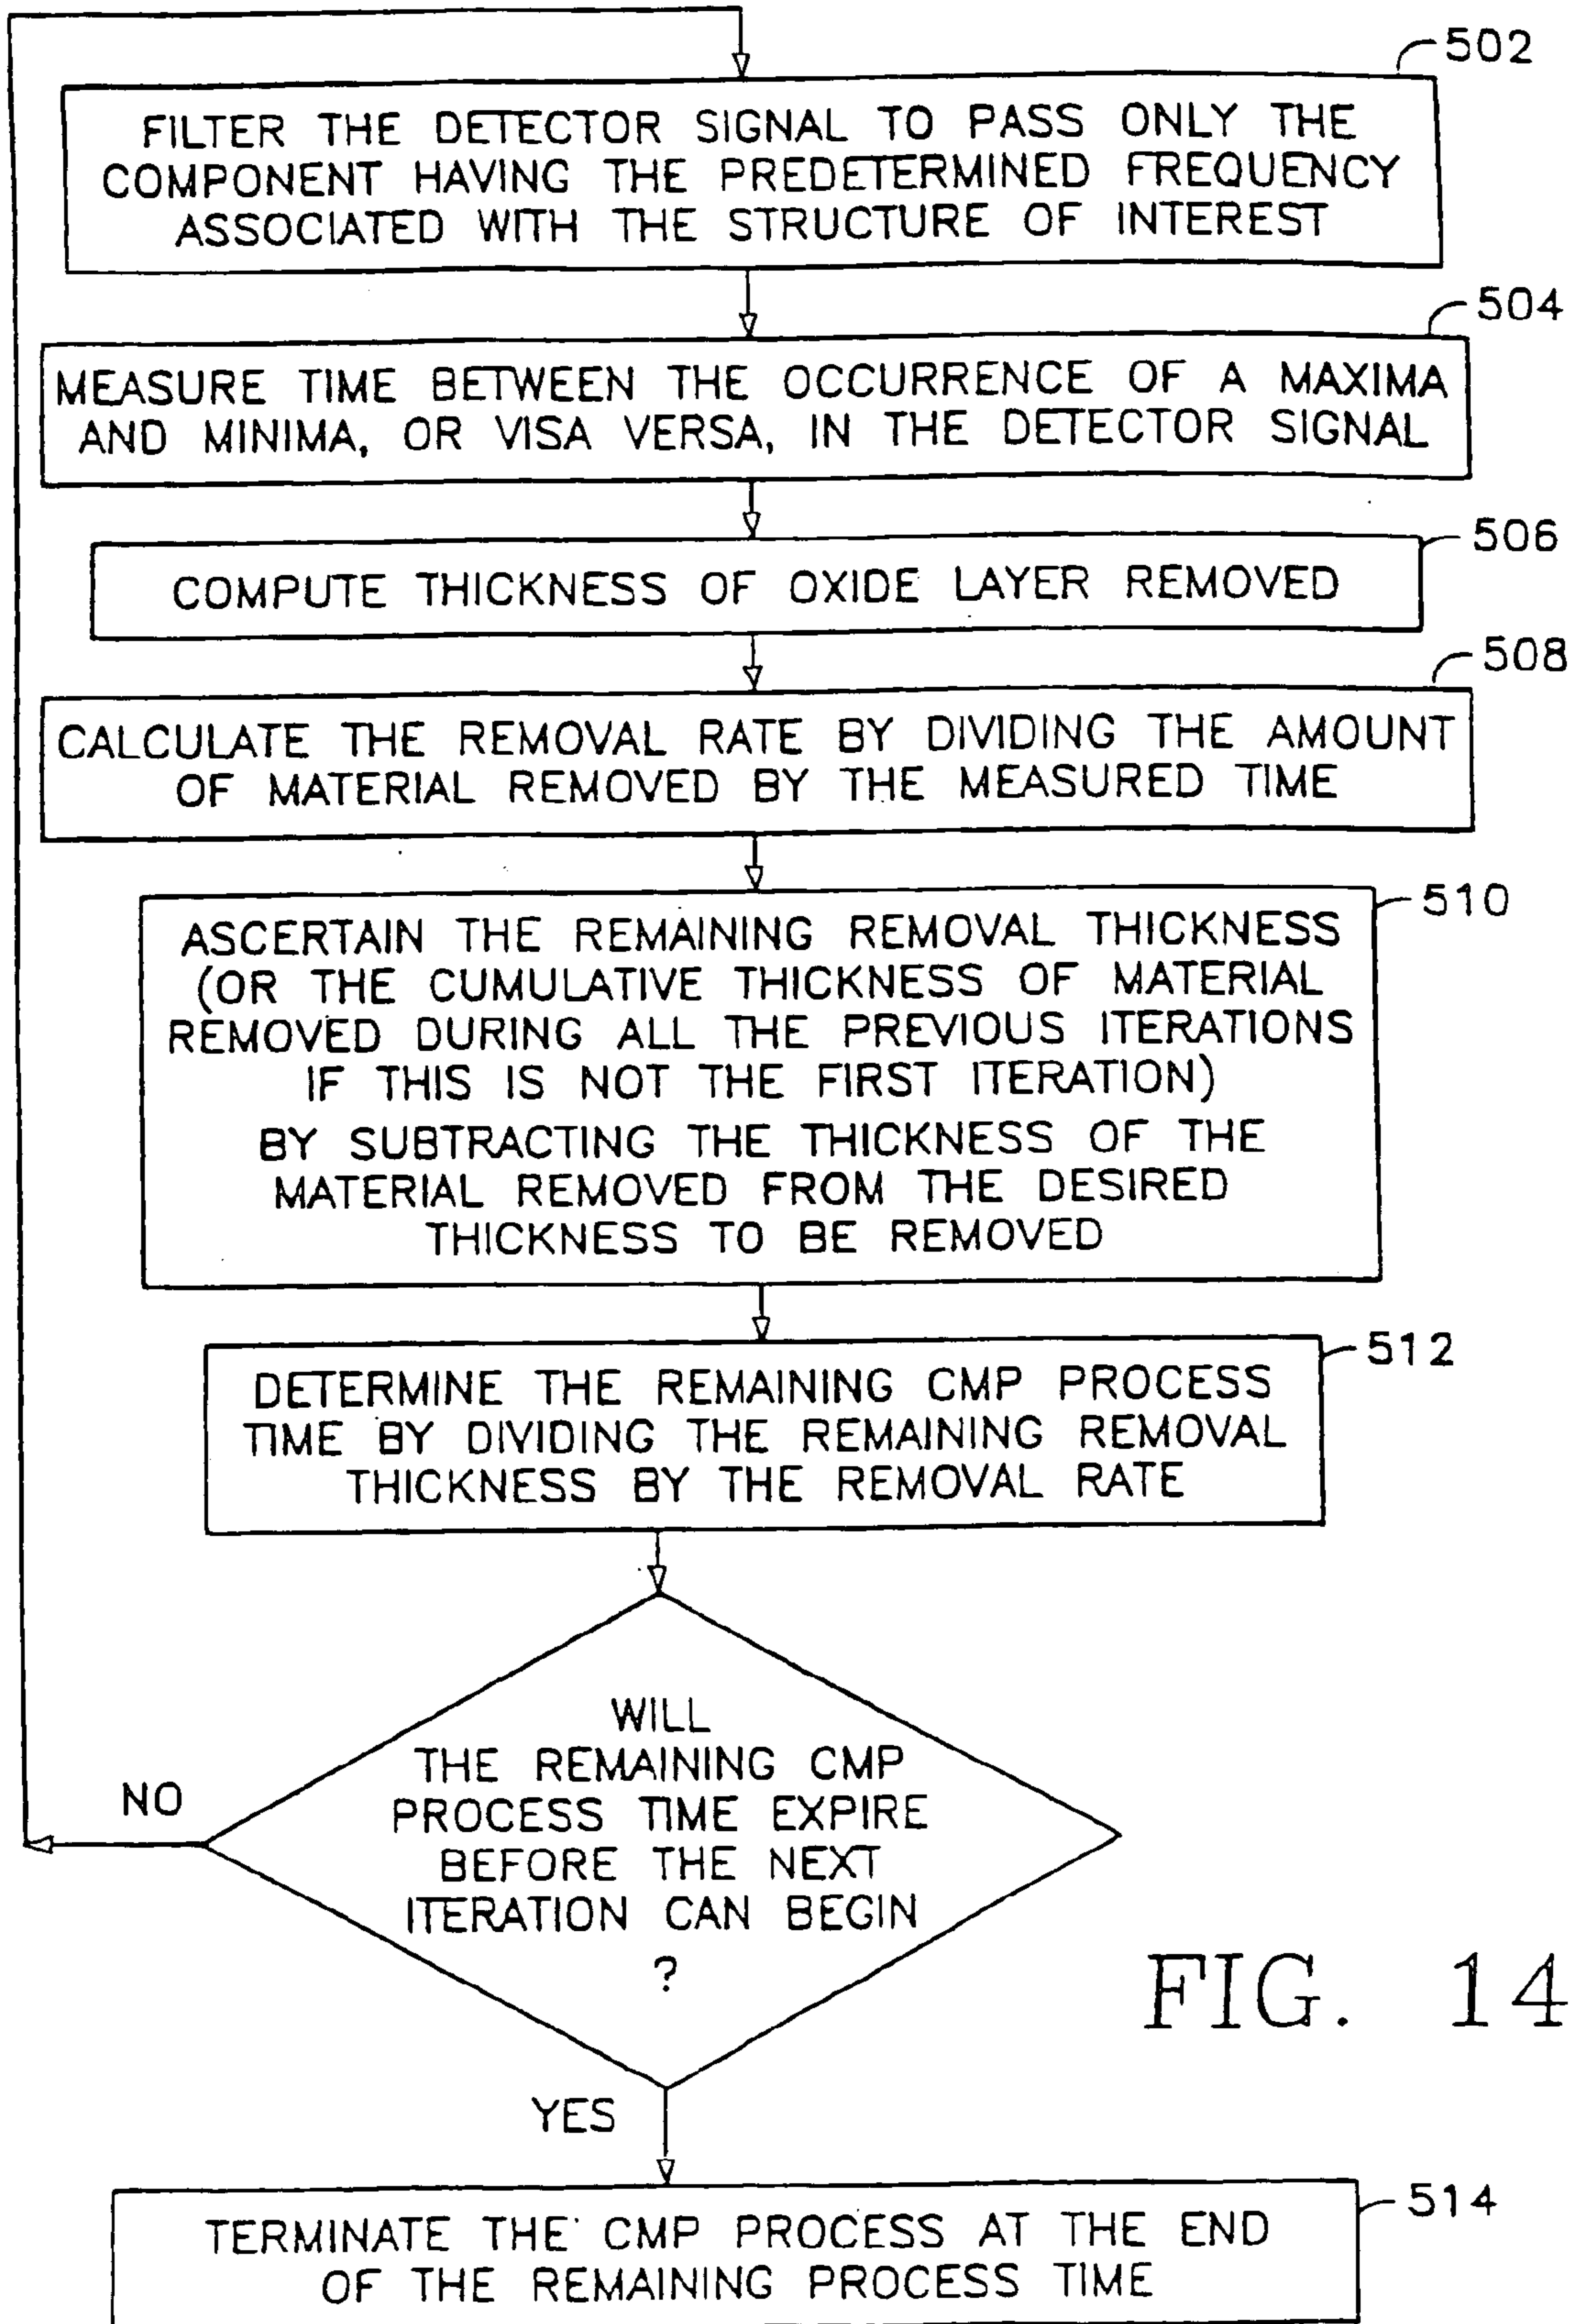 502
FILTER THE DETECTOR SIGNAL TO PASS ONLY THE
COMPONENT HAVING THE PREDETERMINED FREQUENCY
ASSOCIATED WITH THE STRUCTURE OF INTEREST
504
MEASURE TIME BETWEEN THE OCCURRENCE OF A MAXIMA
AND MINIMA, OR VISA VERSA, IN THE DETECTOR SIGNAL
506
COMPUTE THICKNESS OF OXIDE LAYER REMOVED
508
CALCULATE THE REMOVAL RATE BY DIVIDING THE AMOUNT
OF MATERIAL REMOVED BY THE MEASURED TIME
510
ASCERTAIN THE REMAINING REMOVAL THICKNESS
(OR THE CUMULATIVE THICKNESS OF MATERIAL
REMOVED DURING ALL THE PREVIOUS ITERATIONS
IF THIS IS NOT THE FIRST ITERATION)
BY SUBTRACTING THE THICKNESS OF THE
MATERIAL REMOVED FROM THE DESIRED
THICKNESS TO BE REMOVED
512
DETERMINE THE REMAINING CMP PROCESS
TIME BY DIVIDING THE REMAINING REMOVAL
THICKNESS BY THE REMOVAL RATE
WILL
THE REMAINING CMP
PROCESS TIME EXPIRE
BEFORE THE NEXT
ITERATION CAN BEGIN
?
NO
FIG. 14
YES
514
TERMINATE THE CMP PROCESS AT THE END
OF THE REMAINING PROCESS TIME